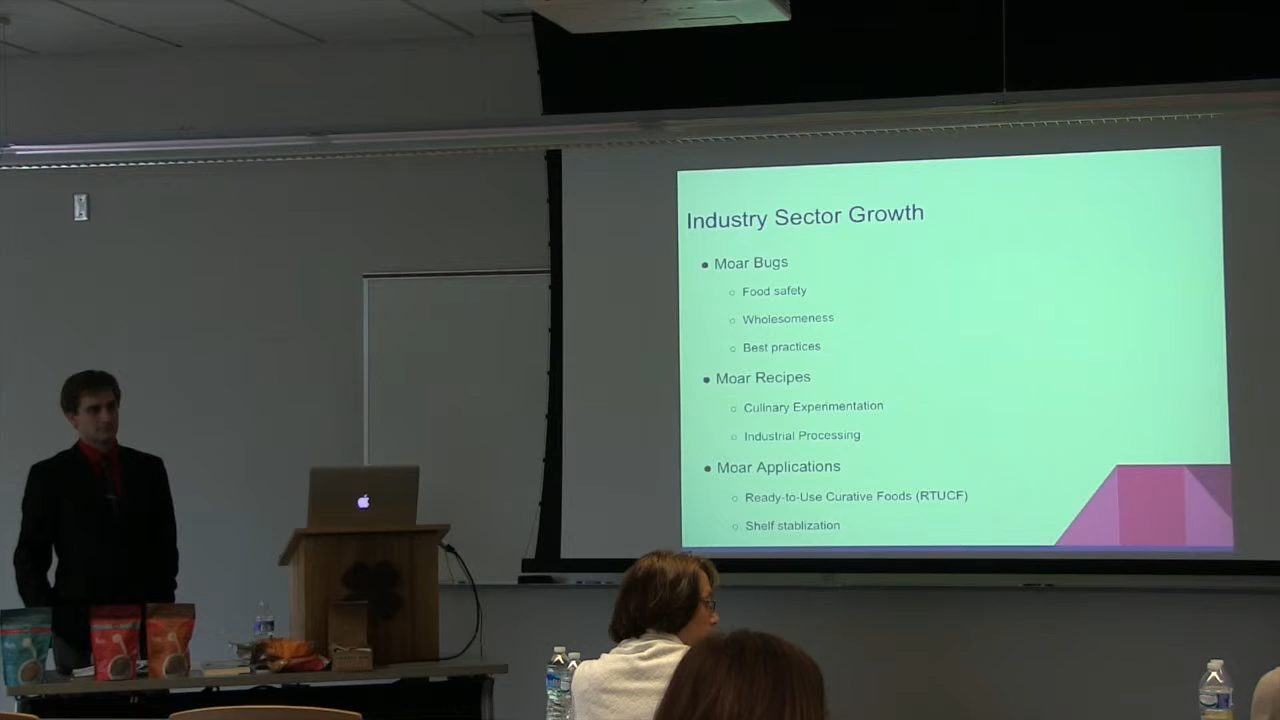 Industry Sector Growth
● Moar Bugs
○ Food safety
○ Wholesomeness
○ Best practices
● Moar Recipes
○ Culinary Experimentation
○ Industrial Processing
● Moar Applications
○ Ready-to-Use Curative Foods (RTUCF)
○ Shelf stablization